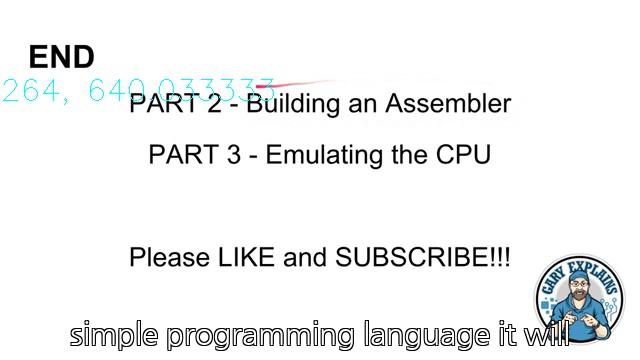 END
264, 640.033333
PART 2 - Building an Assembler
PART 3 - Emulating the CPU
Please LIKE and SUBSCRIBE!!!
GARY EXPLAINS
simple programming language it will